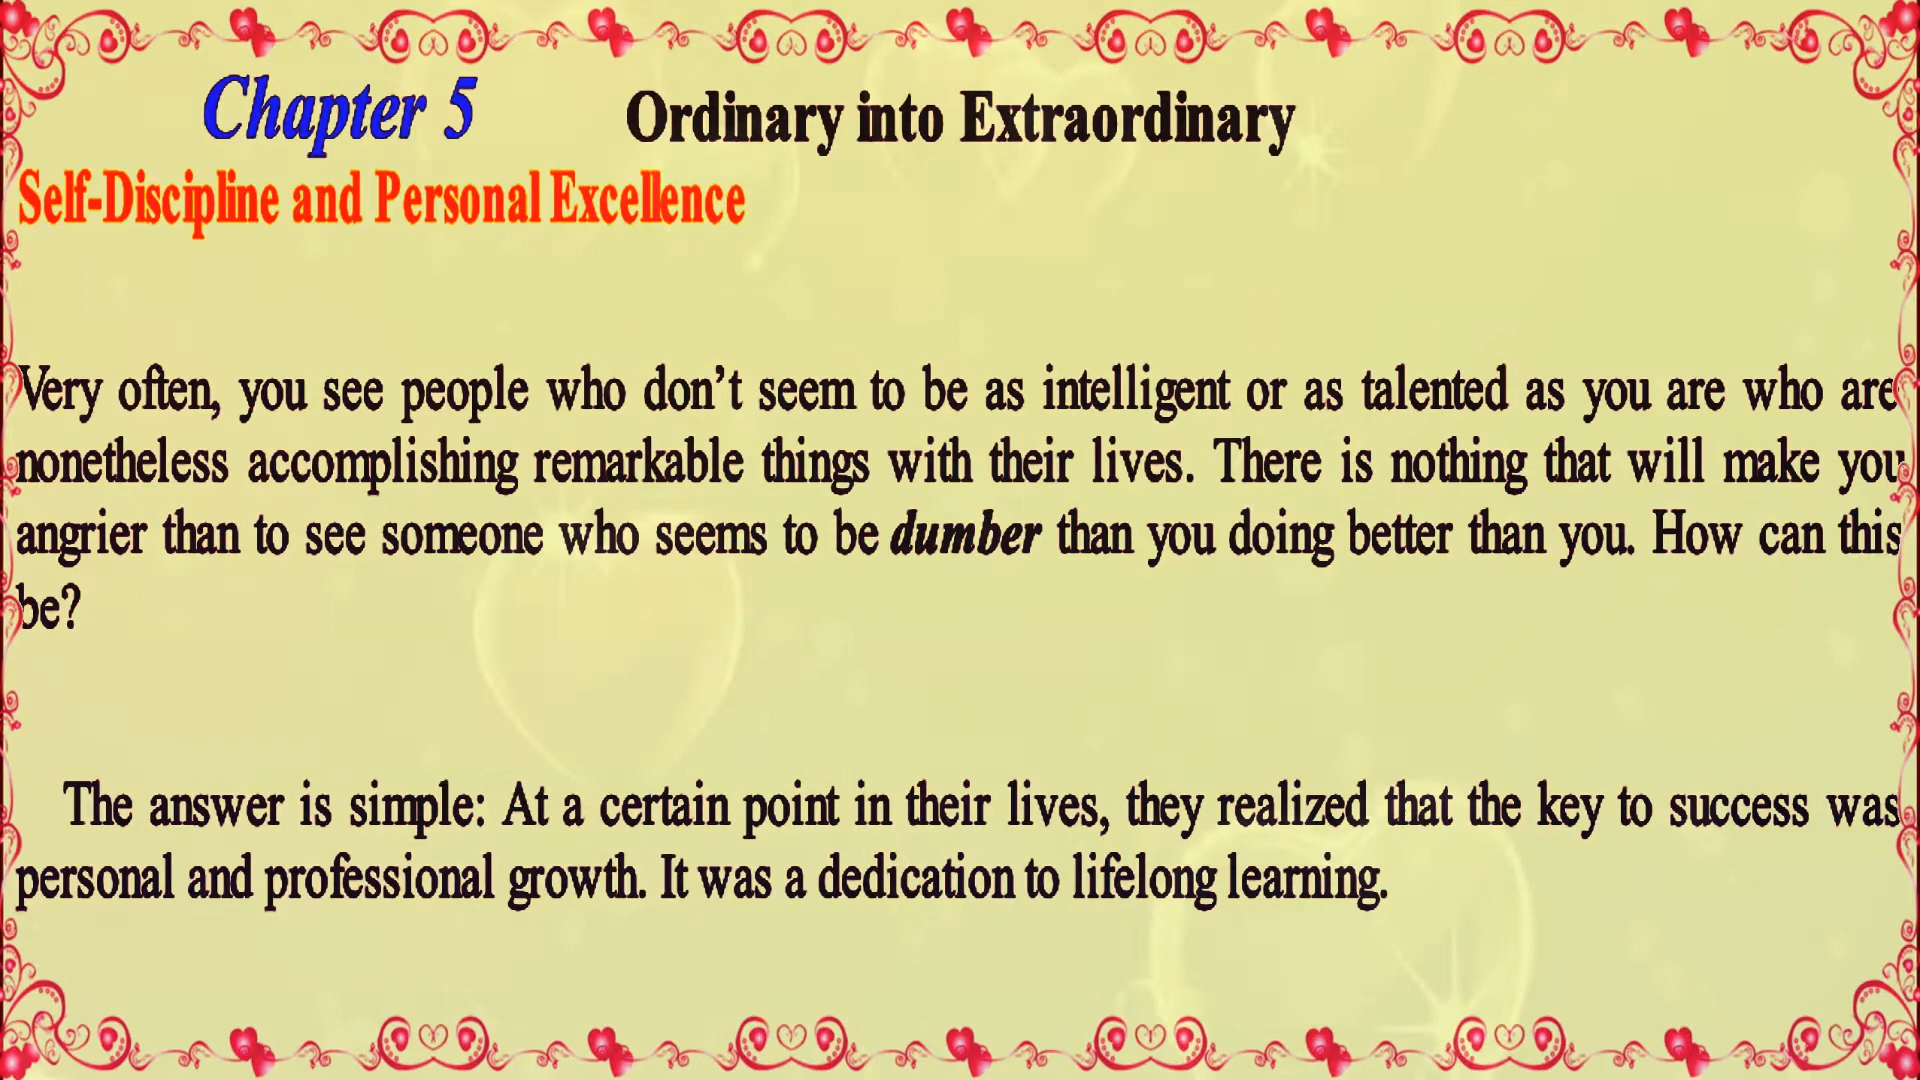 Chapter 5 Ordinary into Extraordinary
Self-Discipline and Personal Excellence
Very often, you see people who don’t seem to be as intelligent or as talented as you are who are
nonetheless accomplishing remarkable things with their lives. There is nothing that will make you
angrier than to see someone who seems to be dumber than you doing better than you. How can this
be?
The answer is simple: At a certain point in their lives, they realized that the key to success was
personal and professional growth. It was a dedication to lifelong learning.